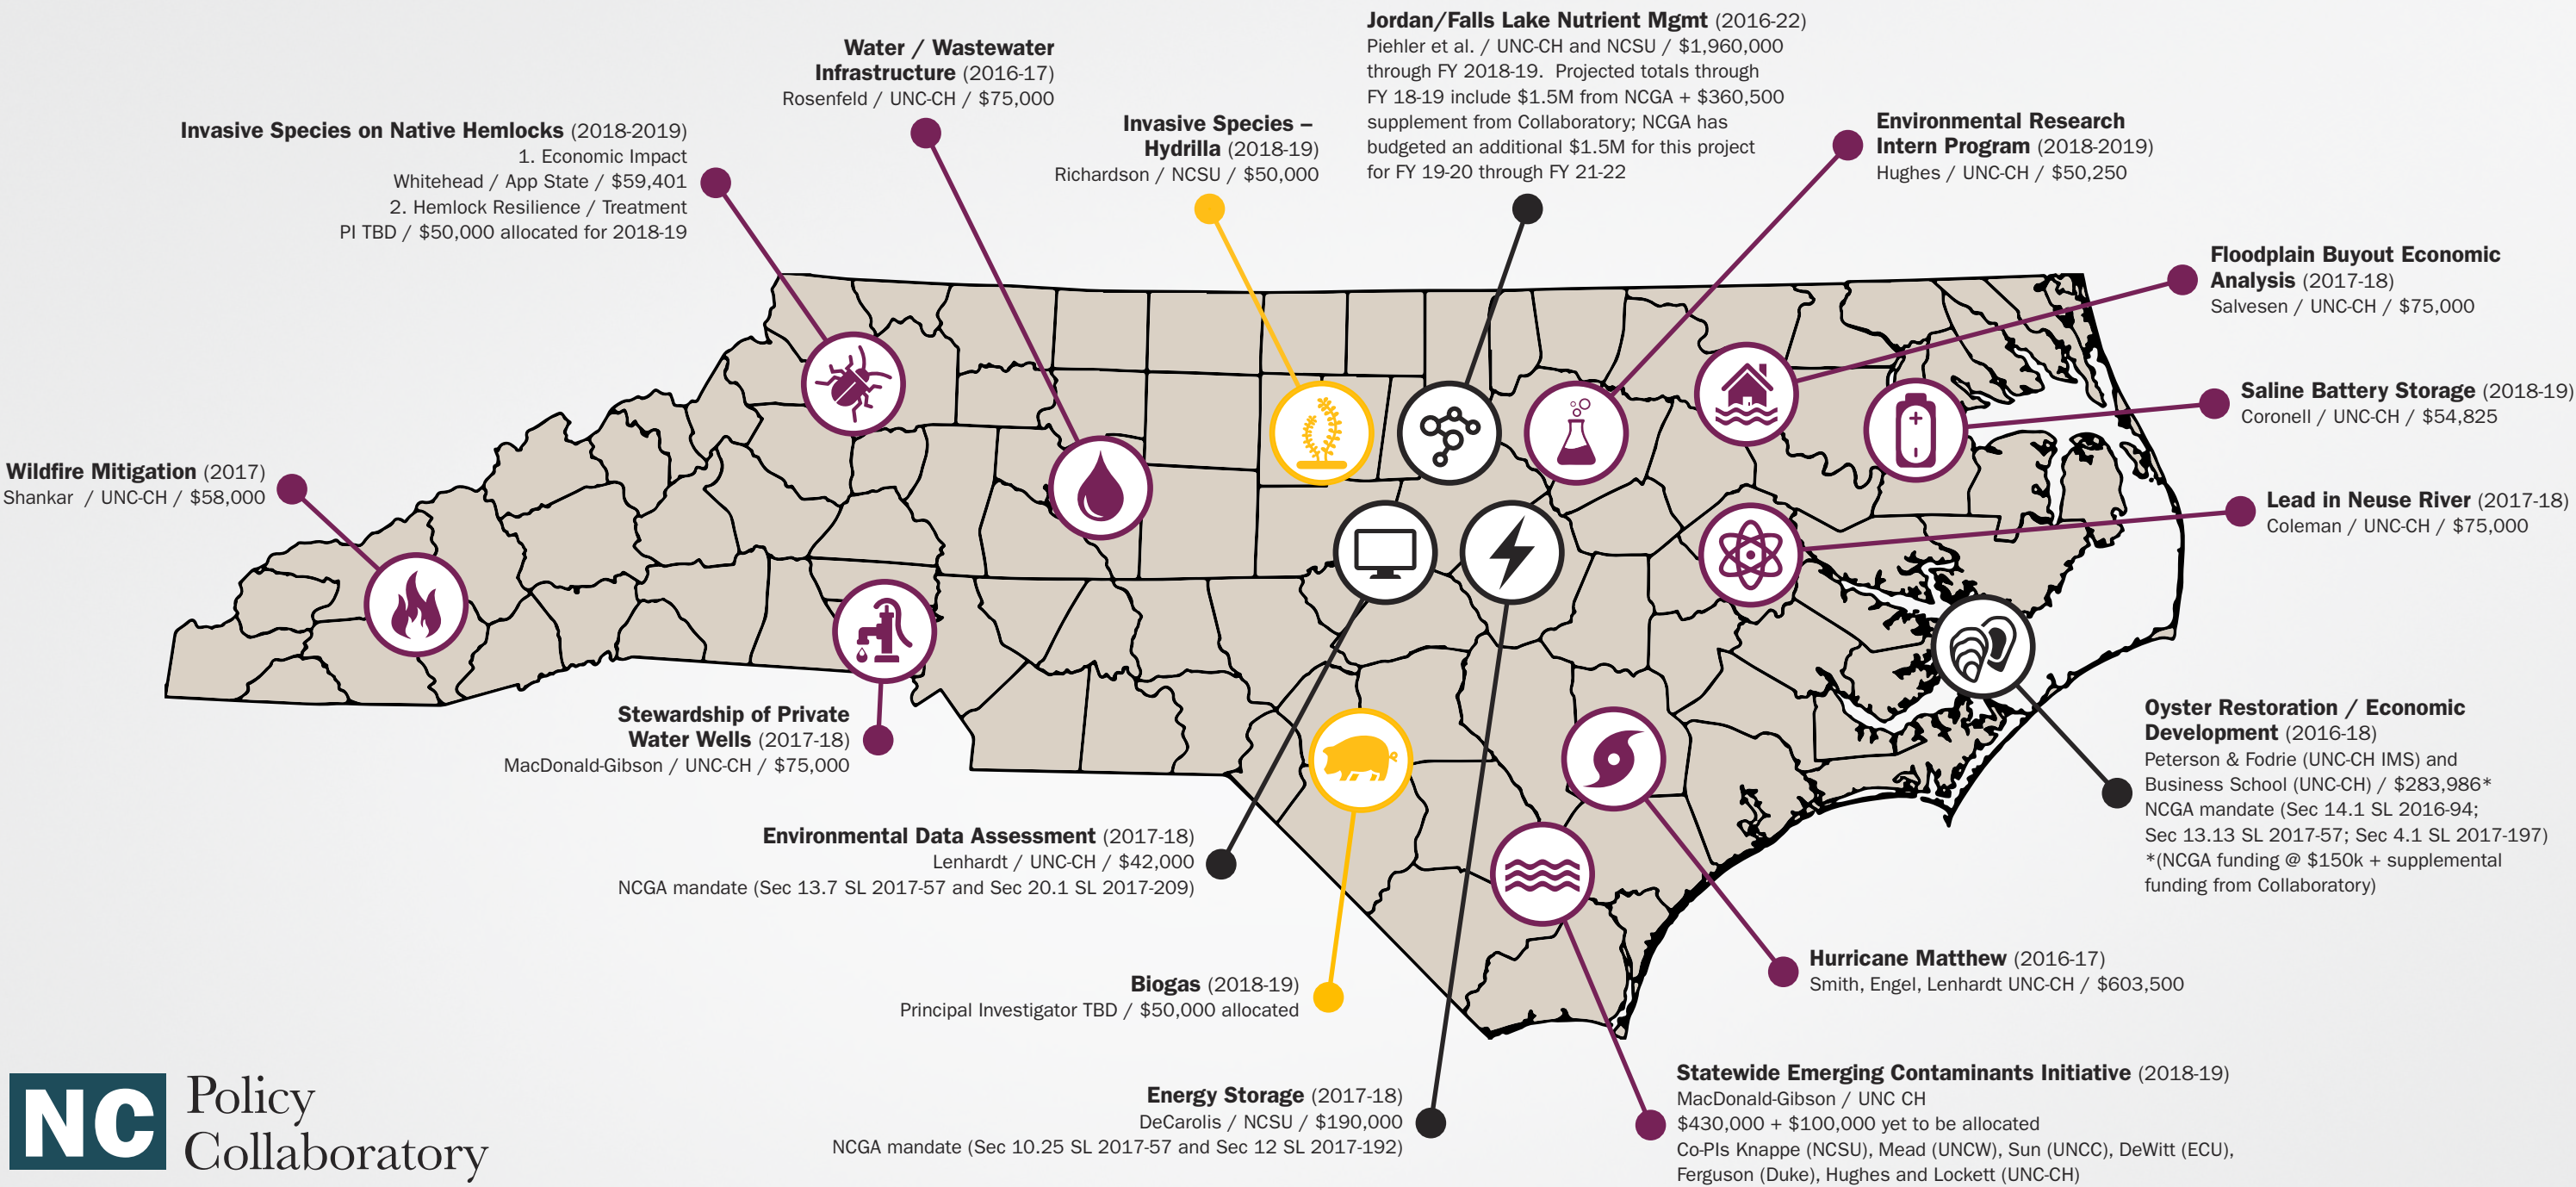 Jordan/Falls Lake Nutrient Mgmt (2016-22)
Piehler et al. / UNC-CH and NCSU / $1,960,000
through FY 2018-19.  Projected totals through
FY 18-19 include $1.5M from NCGA + $360,500
supplement from Collaboratory; NCGA has
budgeted an additional $1.5M for this project
for FY 19-20 through FY 21-22
Water / Wastewater
Infrastructure (2016-17)
Rosenfeld / UNC-CH / $75,000
Invasive Species on Native Hemlocks (2018-2019)
1. Economic Impact
Whitehead / App State / $59,401
2. Hemlock Resilience / Treatment
PI TBD / $50,000 allocated for 2018-19
Invasive Species –
Hydrilla (2018-19)
Richardson / NCSU / $50,000
Environmental Research
Intern Program (2018-2019)
Hughes / UNC-CH / $50,250
Floodplain Buyout Economic
Analysis (2017-18)
Salvesen / UNC-CH / $75,000
Saline Battery Storage (2018-19)
Coronell / UNC-CH / $54,825
Wildfire Mitigation (2017)
Shankar  / UNC-CH / $58,000
Lead in Neuse River (2017-18)
Coleman / UNC-CH / $75,000
Stewardship of Private
Water Wells (2017-18)
MacDonald-Gibson / UNC-CH / $75,000
Oyster Restoration / Economic
Development (2016-18)
Peterson & Fodrie (UNC-CH IMS) and
Business School (UNC-CH) / $283,986*
NCGA mandate (Sec 14.1 SL 2016-94;
Sec 13.13 SL 2017-57; Sec 4.1 SL 2017-197)
*(NCGA funding @ $150k + supplemental
funding from Collaboratory)
Environmental Data Assessment (2017-18)
Lenhardt / UNC-CH / $42,000
NCGA mandate (Sec 13.7 SL 2017-57 and Sec 20.1 SL 2017-209)
Hurricane Matthew (2016-17)
Smith, Engel, Lenhardt UNC-CH / $603,500
Biogas (2018-19)
Principal Investigator TBD / $50,000 allocated
Energy Storage (2017-18)
DeCarolis / NCSU / $190,000
NCGA mandate (Sec 10.25 SL 2017-57 and Sec 12 SL 2017-192)
Statewide Emerging Contaminants Initiative (2018-19)
MacDonald-Gibson / UNC CH
$430,000 + $100,000 yet to be allocated
Co-PIs Knappe (NCSU), Mead (UNCW), Sun (UNCC), DeWitt (ECU),
Ferguson (Duke), Hughes and Lockett (UNC-CH)
NC Policy
Collaboratory